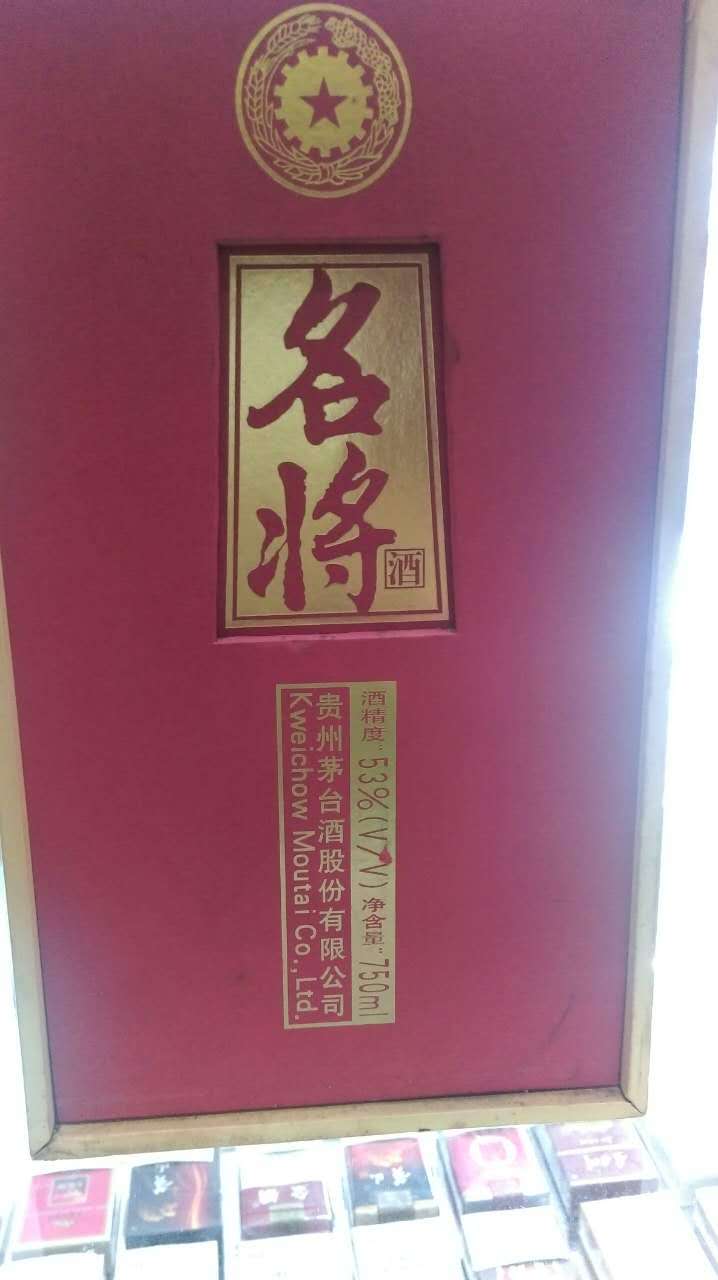 名将
酒
酒精度:53%(V/V) 净含量:750ml
贵州茅台酒股份有限公司
Kweichow Moutai Co.,Ltd.